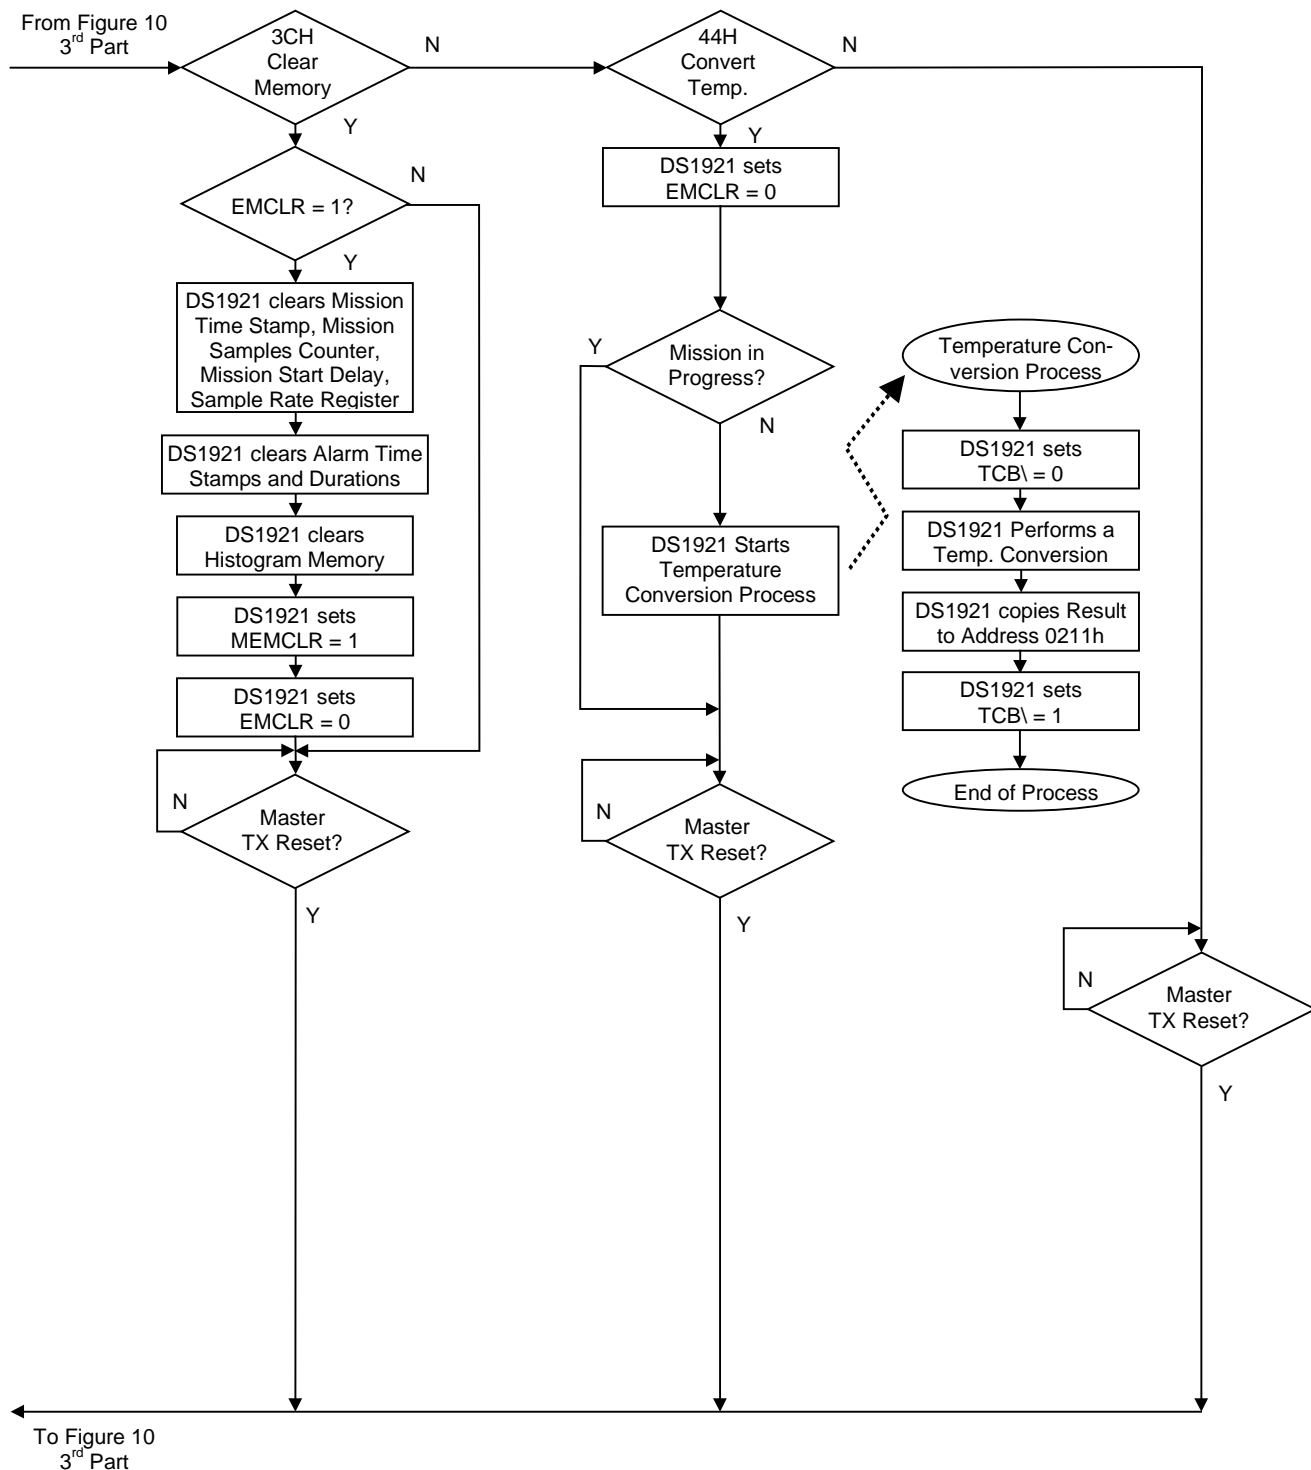 From Figure 10
3rd Part
3CH
Clear
Memory
N
Y
44H
Convert
Temp.
N
Y
EMCLR = 1?
N
Y
DS1921 sets
EMCLR = 0
DS1921 clears Mission
Time Stamp, Mission
Samples Counter,
Mission Start Delay,
Sample Rate Register
DS1921 clears Alarm Time
Stamps and Durations
DS1921 clears
Histogram Memory
DS1921 sets
MEMCLR = 1
DS1921 sets
EMCLR = 0
N
Master
TX Reset?
Y
Y
Mission in
Progress?
N
DS1921 Starts
Temperature
Conversion Process
N
Master
TX Reset?
Y
Temperature Con-
version Process
DS1921 sets
TCB\ = 0
DS1921 Performs a
Temp. Conversion
DS1921 copies Result
to Address 0211h
DS1921 sets
TCB\ = 1
End of Process
N
Master
TX Reset?
Y
To Figure 10
3rd Part